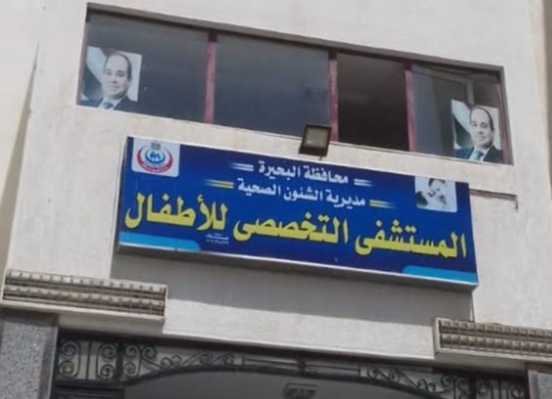 محافظة البحيرة
مديرية الشئون الصحية
المستشفى التخصصى للأطفال